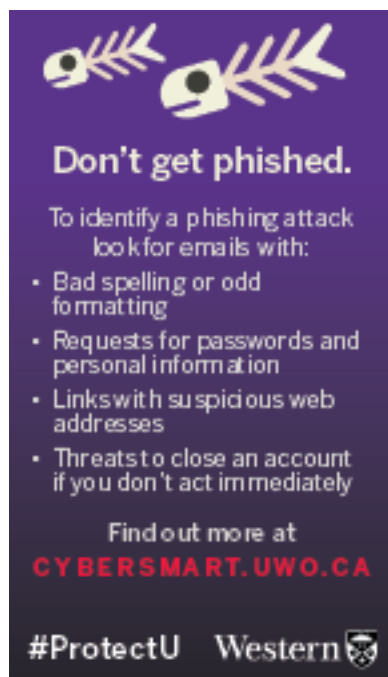 Don't get phished.
To identify a phishing attack
look for emails with:
• Bad spelling or odd
formatting
• Requests for passwords and
personal information
• Links with suspicious web
addresses
• Threats to close an account
if you don't act immediately
Find out more at
CYBERSMART.UWO.CA
#ProtectU Western